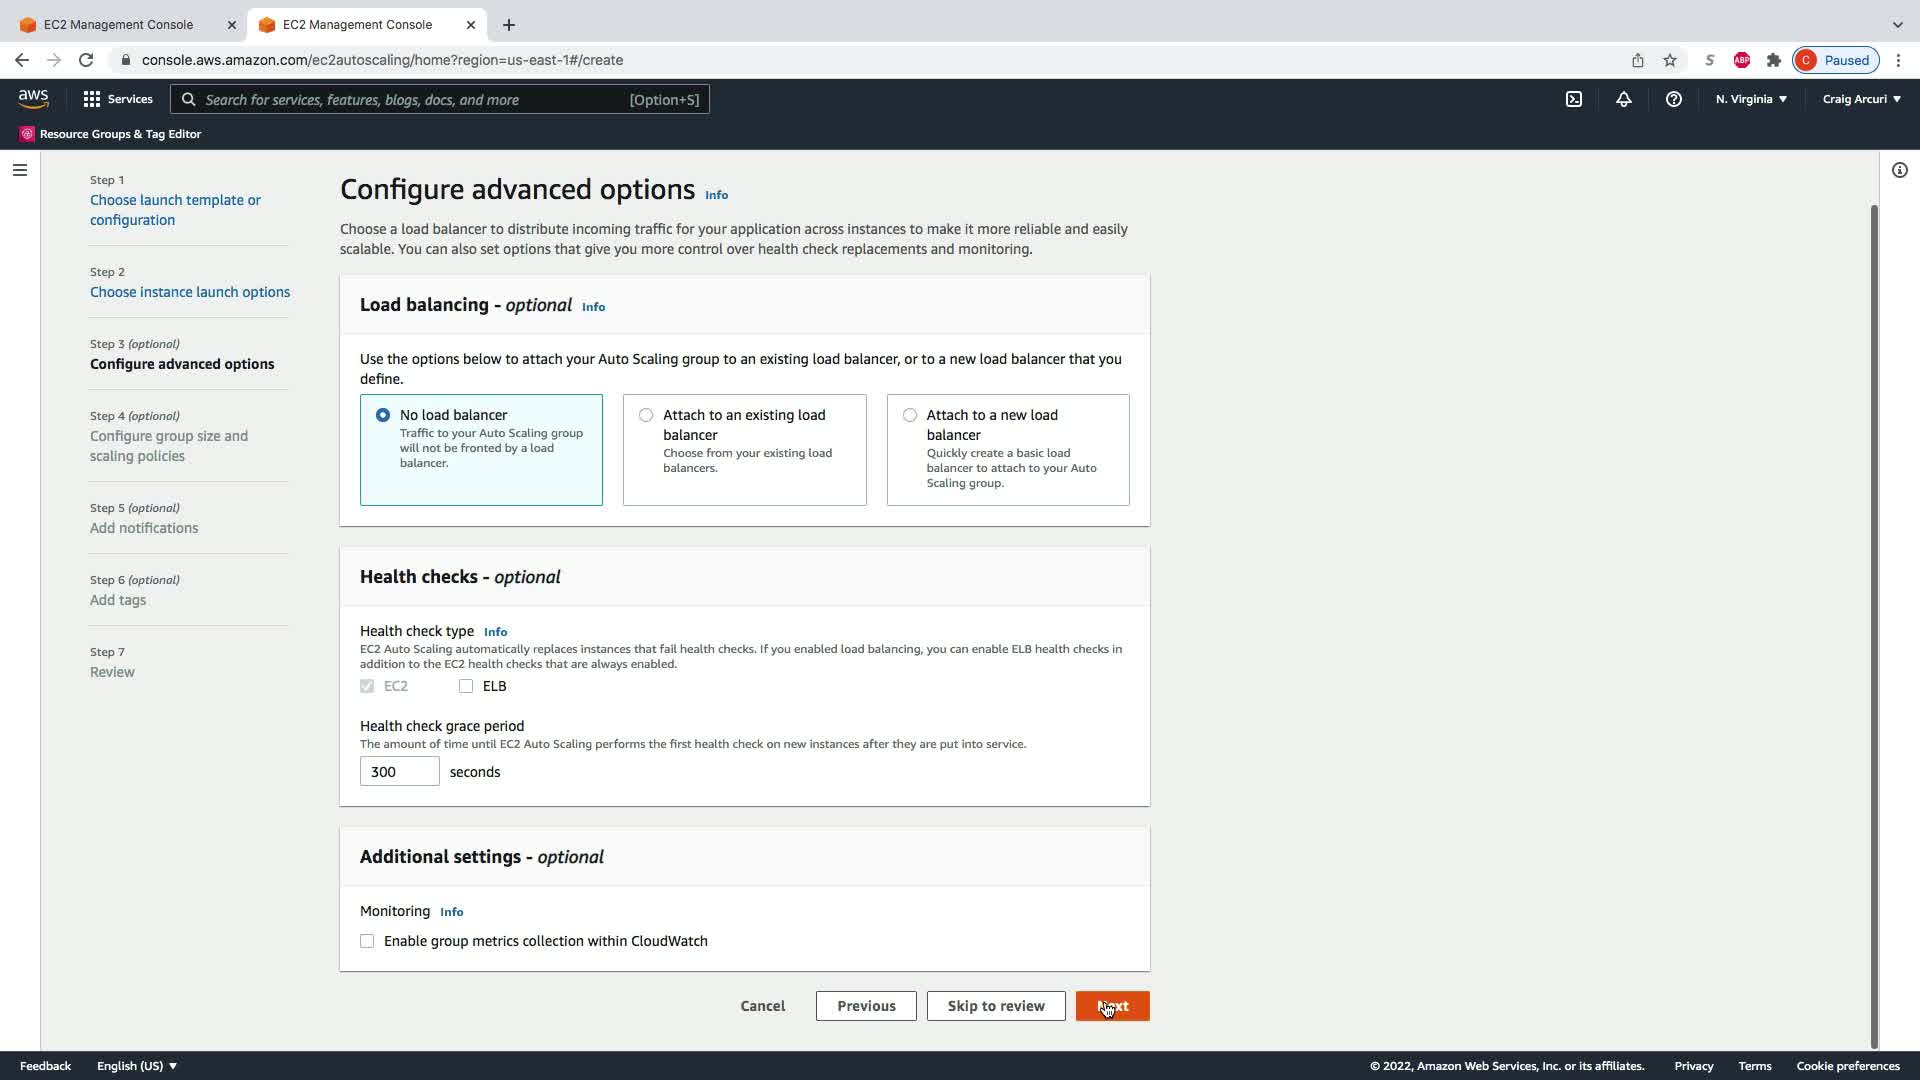 EC2 Management Console
EC2 Management Console
console.aws.amazon.com/ec2autoscaling/home?region=us-east-1#/create
S
ABP
C Paused
aws
Services
Search for services, features, blogs, docs, and more [Option+S]
N. Virginia
Craig Arcuri
Resource Groups & Tag Editor
Step 1
Choose launch template or
configuration
Step 2
Choose instance launch options
Step 3 (optional)
Configure advanced options
Step 4 (optional)
Configure group size and
scaling policies
Step 5 (optional)
Add notifications
Step 6 (optional)
Add tags
Step 7
Review
Configure advanced options Info
Choose a load balancer to distribute incoming traffic for your application across instances to make it more reliable and easily
scalable. You can also set options that give you more control over health check replacements and monitoring.
Load balancing - optional Info
Use the options below to attach your Auto Scaling group to an existing load balancer, or to a new load balancer that you
define.
No load balancer
Traffic to your Auto Scaling group
will not be fronted by a load
balancer.
Attach to an existing load
balancer
Choose from your existing load
balancers.
Attach to a new load
balancer
Quickly create a basic load
balancer to attach to your Auto
Scaling group.
Health checks - optional
Health check type Info
EC2 Auto Scaling automatically replaces instances that fail health checks. If you enabled load balancing, you can enable ELB health checks in
addition to the EC2 health checks that are always enabled.
EC2 ELB
Health check grace period
The amount of time until EC2 Auto Scaling performs the first health check on new instances after they are put into service.
300 seconds
Additional settings - optional
Monitoring Info
Enable group metrics collection within CloudWatch
Cancel Previous Skip to review Next
Feedback English (US) © 2022, Amazon Web Services, Inc. or its affiliates. Privacy Terms Cookie preferences